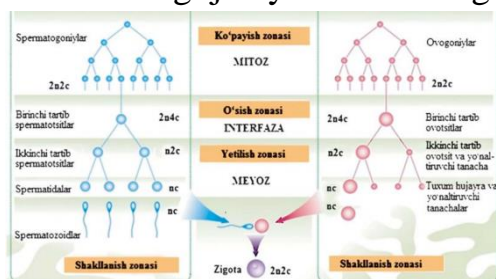 Spermatogoniylar
2n2c
Birinchi tartib
spermatotsitlar
2n4c
Ikkinchi tartib
spermatotsitlar
n2c
Spermatidalar
nc
nc
Spermatozoidlar
Shakllanish zonasi
Ko'payish zonasi
MITOZ
O'sish zonasi
INTERFAZA
Yetilish zonasi
MEYOZ
Zigota
2n2c
Ovogoniylar
2n2c
2n4c
Birinchi tartib
ovotsitlar
n2c
Ikkinchi tartib
ovotsit va yo'nal-
tiruvchi tanacha
nc
Tuxum hujayra va
yo'naltiruvchi
tanachalar
nc
Shakllanish zonasi